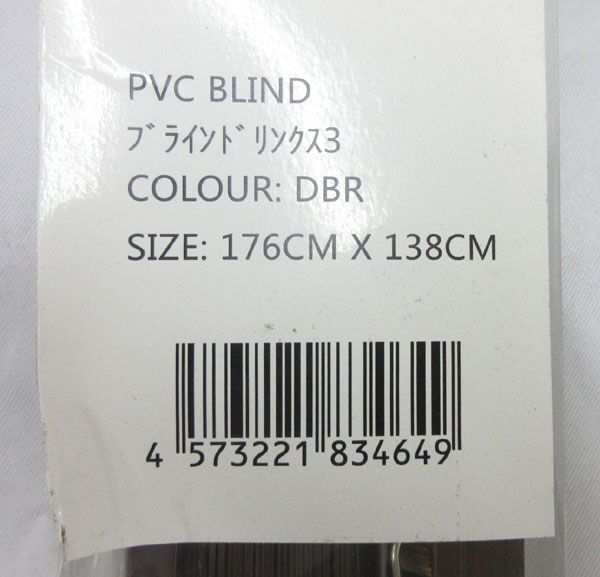 PVC BLIND
ﾌﾞﾗｲﾝﾄﾞﾘﾝｸｽ3
COLOUR: DBR
SIZE: 176CM X 138CM
4 573221 834649